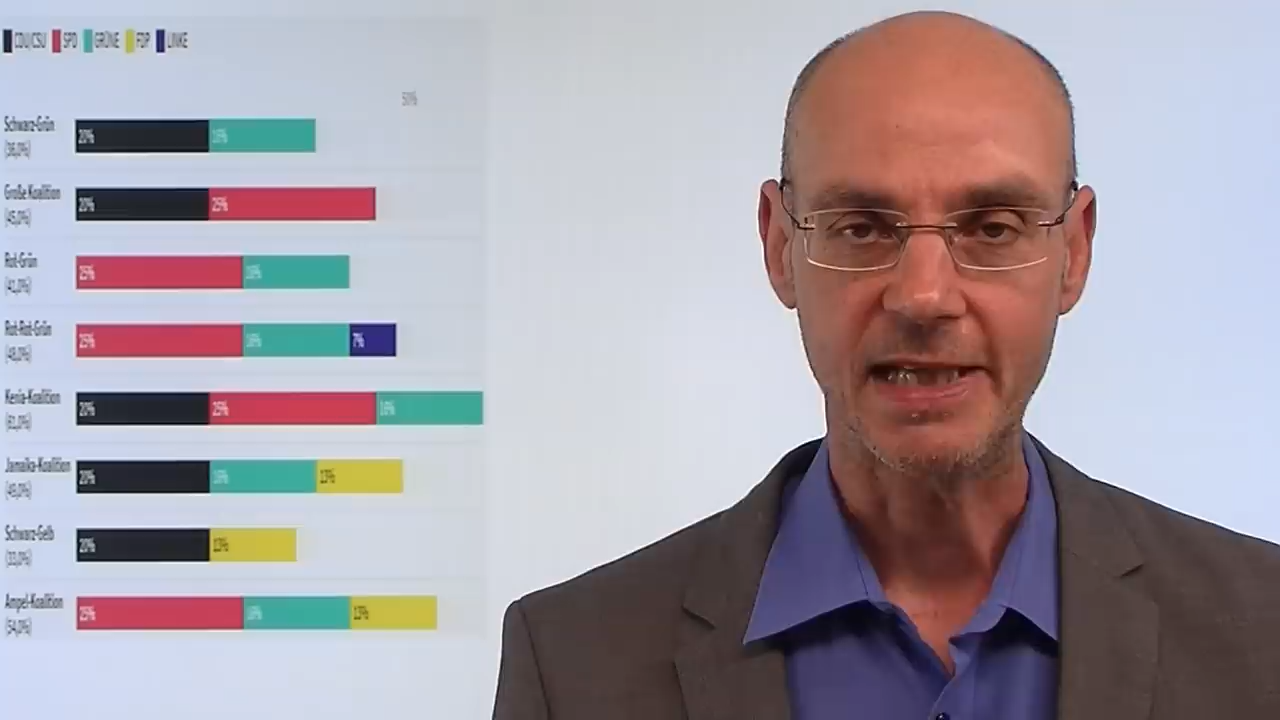 CDU/CSU SPD GRÜNE FDP LINKE
50%
Schwarz-Grün
(36,0%)
20% 16%
Große Koalition
(45,0%)
20% 25%
Rot-Grün
(41,0%)
25% 16%
Rot-Rot-Grün
(48,0%)
25% 16% 7%
Kenia-Koalition
(61,0%)
20% 25% 16%
Jamaika-Koalition
(49,0%)
20% 16% 13%
Schwarz-Gelb
(33,0%)
20% 13%
Ampel-Koalition
(54,0%)
25% 16% 13%